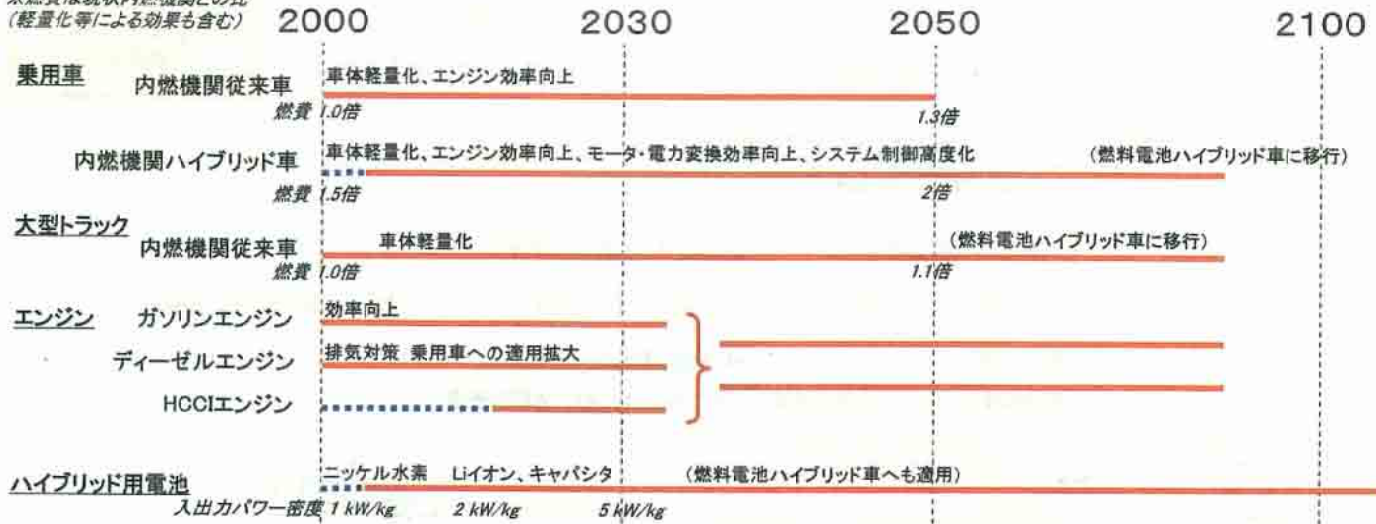 (軽量化等による効果も含む)
2000 2030 2050 2100
乗用車
内燃機関従来車 車体軽量化、エンジン効率向上
燃費 1.0倍 1.3倍
内燃機関ハイブリッド車 車体軽量化、エンジン効率向上、モータ・電力変換効率向上、システム制御高度化 (燃料電池ハイブリッド車に移行)
燃費 1.5倍 2倍
大型トラック
内燃機関従来車 車体軽量化 (燃料電池ハイブリッド車に移行)
燃費 1.0倍 1.1倍
エンジン ガソリンエンジン 効率向上
ディーゼルエンジン 排気対策 乗用車への適用拡大
HCCIエンジン
ハイブリッド用電池 ニッケル水素 Liイオン、キャパシタ (燃料電池ハイブリッド車へも適用)
入出力パワー密度 1 kW/kg 2 kW/kg 5 kW/kg